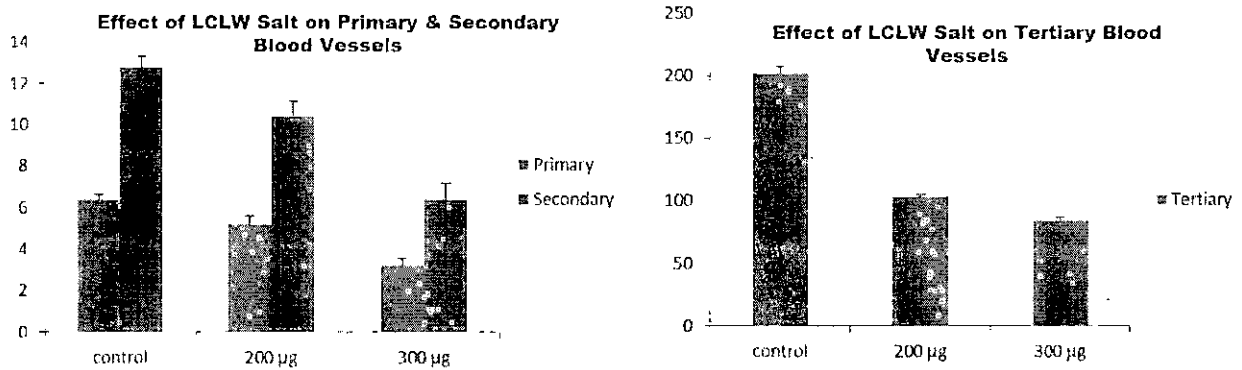 Effect of LCLW Salt on Primary & Secondary
Blood Vessels
14
12
10
8
6
4
2
0
control
200 µg
300 µg
Primary
Secondary
Effect of LCLW Salt on Tertiary Blood
Vessels
250
200
150
100
50
0
control
200 µg
300 µg
Tertiary